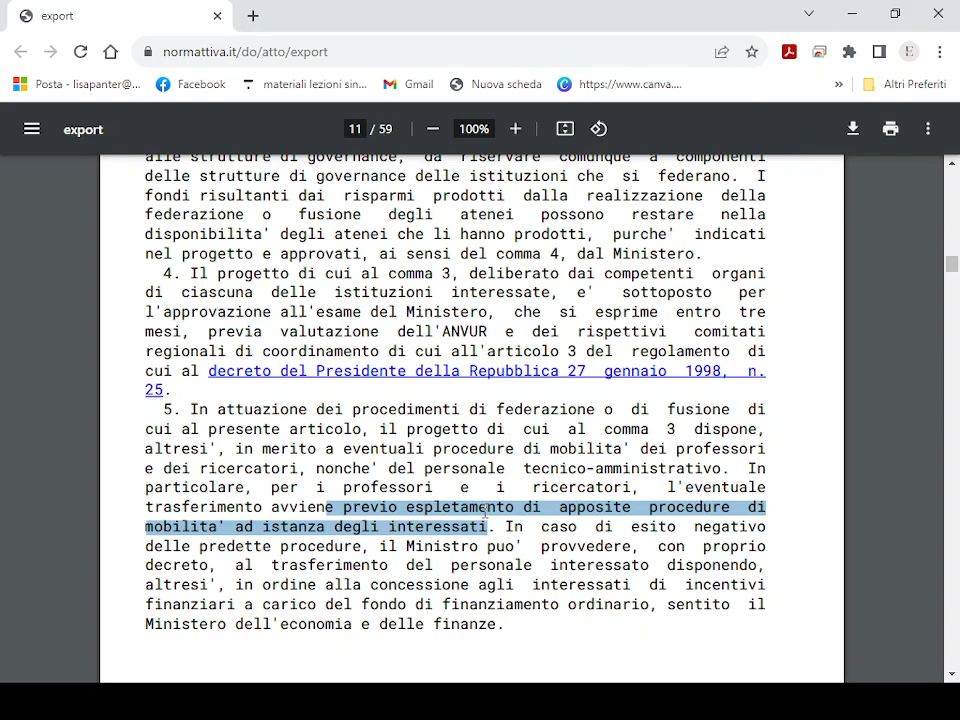 export
normattiva.it/do/atto/export
E
Posta - lisapanter@...
Facebook
materiali lezioni sin...
Gmail
Nuova scheda
https://www.canva....
»
Altri Preferiti
export
11 / 59
100%
alle strutture di governance, da riservare comunque a componenti
delle strutture di governance delle istituzioni che si federano. I
fondi risultanti dai risparmi prodotti dalla realizzazione della
federazione o fusione degli atenei possono restare nella
disponibilita' degli atenei che li hanno prodotti, purche' indicati
nel progetto e approvati, ai sensi del comma 4, dal Ministero.
4. Il progetto di cui al comma 3, deliberato dai competenti organi
di ciascuna delle istituzioni interessate, e' sottoposto per
l'approvazione all'esame del Ministero, che si esprime entro tre
mesi, previa valutazione dell'ANVUR e dei rispettivi comitati
regionali di coordinamento di cui all'articolo 3 del regolamento di
cui al decreto del Presidente della Repubblica 27 gennaio 1998, n.
25.
5. In attuazione dei procedimenti di federazione o di fusione di
cui al presente articolo, il progetto di cui al comma 3 dispone,
altresi', in merito a eventuali procedure di mobilita' dei professori
e dei ricercatori, nonche' del personale tecnico-amministrativo. In
particolare, per i professori e i ricercatori, l'eventuale
trasferimento avviene previo espletamento di apposite procedure di
mobilita' ad istanza degli interessati. In caso di esito negativo
delle predette procedure, il Ministro puo' provvedere, con proprio
decreto, al trasferimento del personale interessato disponendo,
altresi', in ordine alla concessione agli interessati di incentivi
finanziari a carico del fondo di finanziamento ordinario, sentito il
Ministero dell'economia e delle finanze.